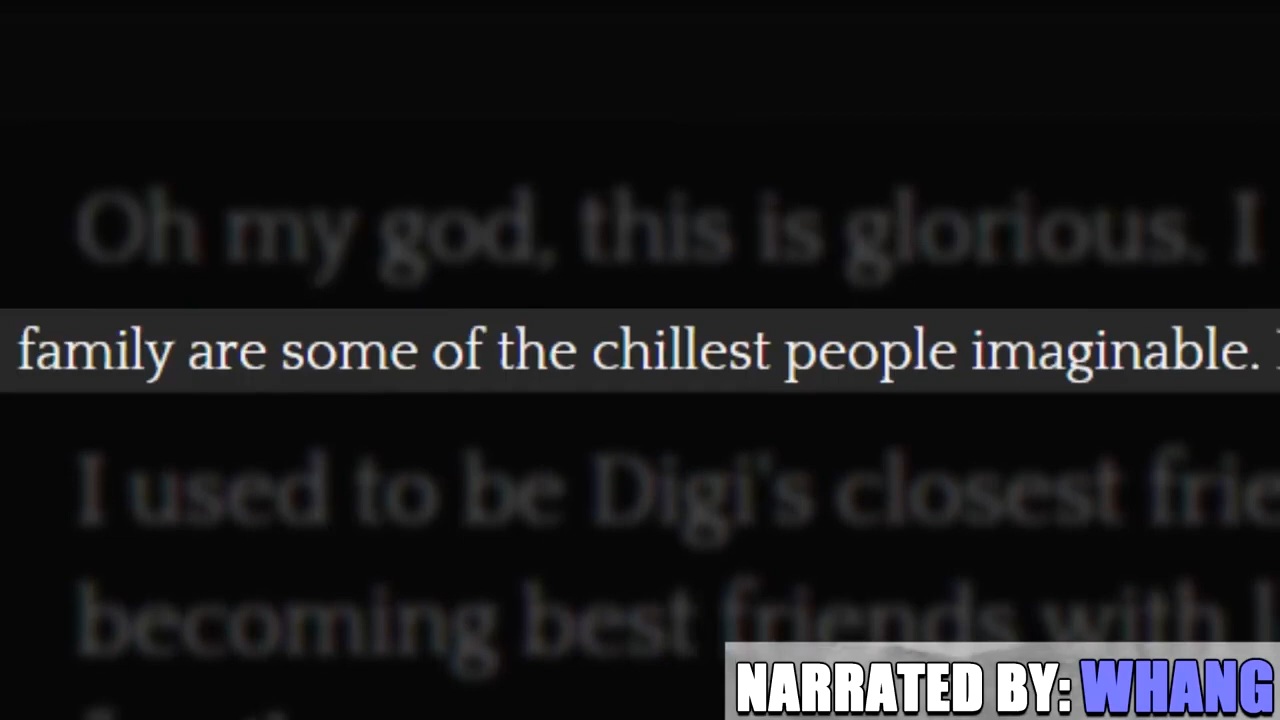 Oh my god, this is glorious. I
family are some of the chillest people imaginable.
I used to be Digi's closest frie
becoming best friends with
NARRATED BY: WHANG